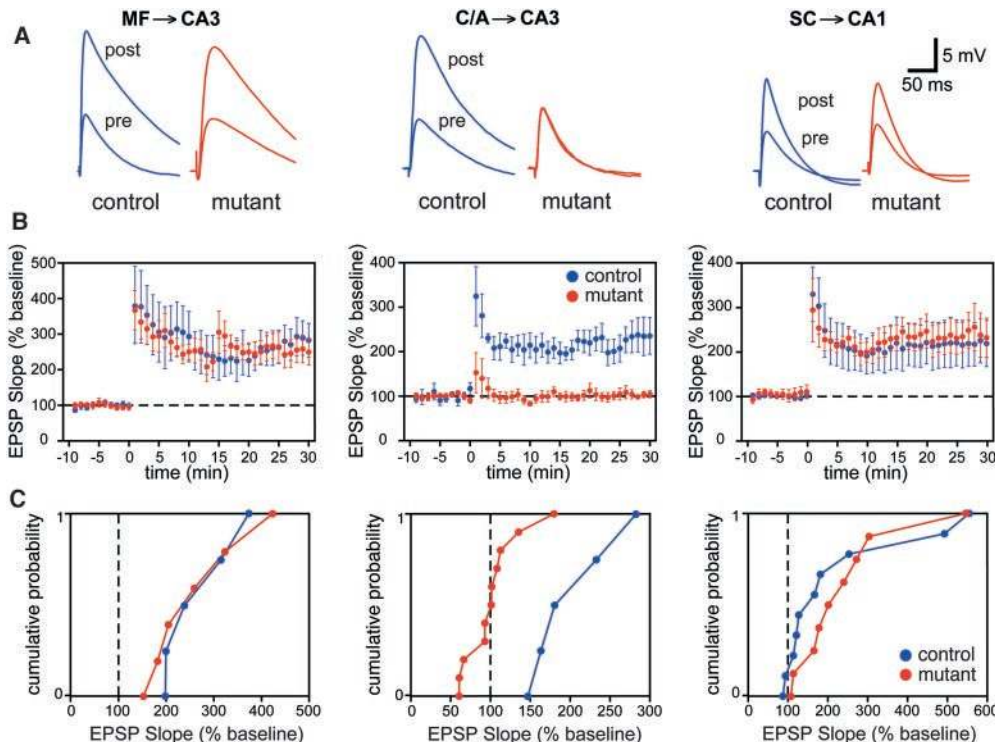 MF → CA3
C/A → CA3
SC → CA1
A
post
pre
control
mutant
post
pre
control
mutant
post
pre
control
mutant
5 mV
50 ms
B
EPSP Slope (% baseline)
500
400
300
200
100
0
-10 -5 0 5 10 15 20 25 30
time (min)
EPSP Slope (% baseline)
400
300
200
100
0
-10 -5 0 5 10 15 20 25 30
time (min)
control
mutant
EPSP Slope (% baseline)
400
300
200
100
0
-10 -5 0 5 10 15 20 25 30
time (min)
C
cumulative probability
1
0
0 100 200 300 400 500
EPSP Slope (% baseline)
cumulative probability
1
0
0 50 100 150 200 250 300
EPSP Slope (% baseline)
cumulative probability
1
0
0 100 200 300 400 500 600
EPSP Slope (% baseline)
control
mutant